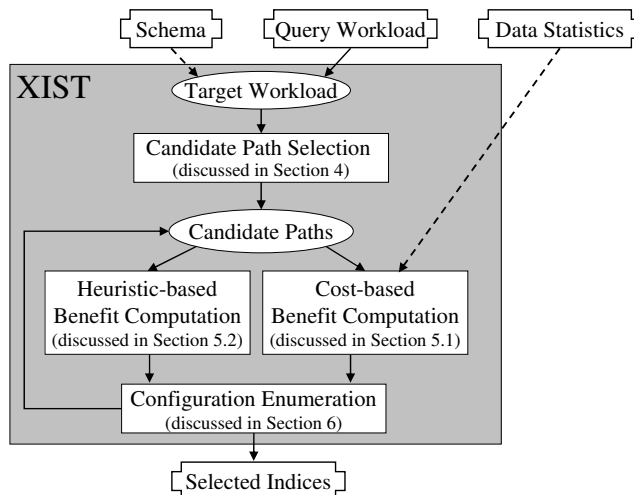 Schema
Query Workload
Data Statistics
XIST
Target Workload
Candidate Path Selection
(discussed in Section 4)
Candidate Paths
Heuristic-based
Benefit Computation
(discussed in Section 5.2)
Cost-based
Benefit Computation
(discussed in Section 5.1)
Configuration Enumeration
(discussed in Section 6)
Selected Indices